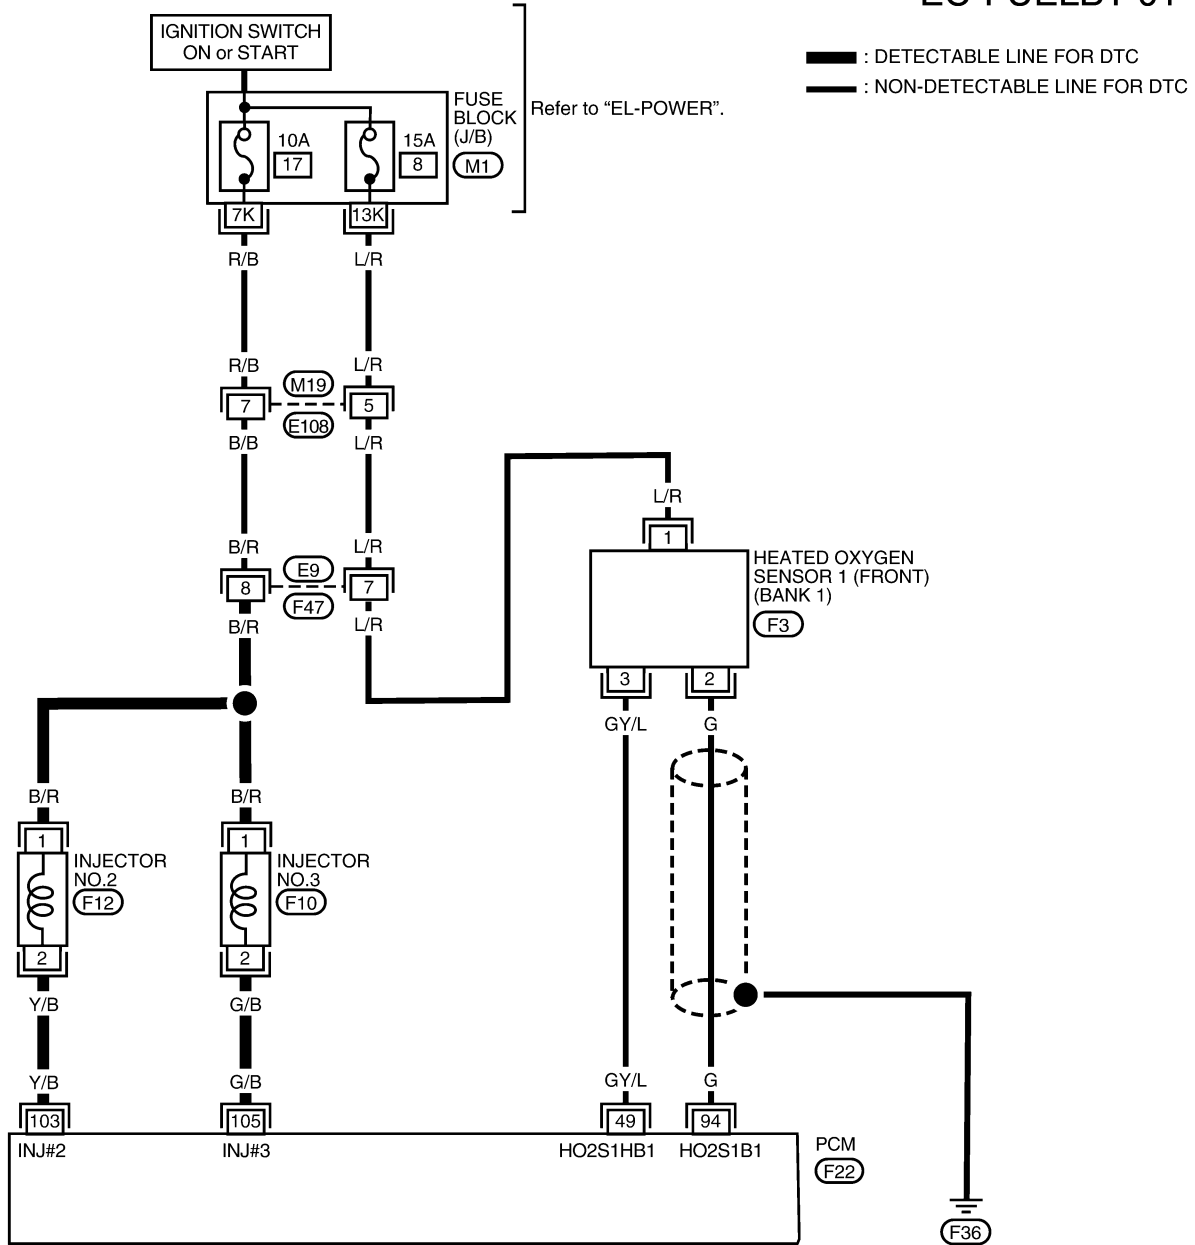 IGNITION SWITCH
ON or START
: DETECTABLE LINE FOR DTC
: NON-DETECTABLE LINE FOR DTC
FUSE
BLOCK
(J/B)
M1
Refer to “EL-POWER”.
10A
17
15A
8
7K
13K
R/B
L/R
R/B
L/R
M19
7
5
E108
B/B
L/R
L/R
1
B/R
L/R
E9
8
7
F47
B/R
L/R
HEATED OXYGEN
SENSOR 1 (FRONT)
(BANK 1)
F3
3
2
GY/L
G
B/R
B/R
1
1
INJECTOR
NO.2
F12
INJECTOR
NO.3
F10
2
2
Y/B
G/B
Y/B
G/B
GY/L
G
103
105
49
94
INJ#2
INJ#3
HO2S1HB1
HO2S1B1
PCM
F22
F36